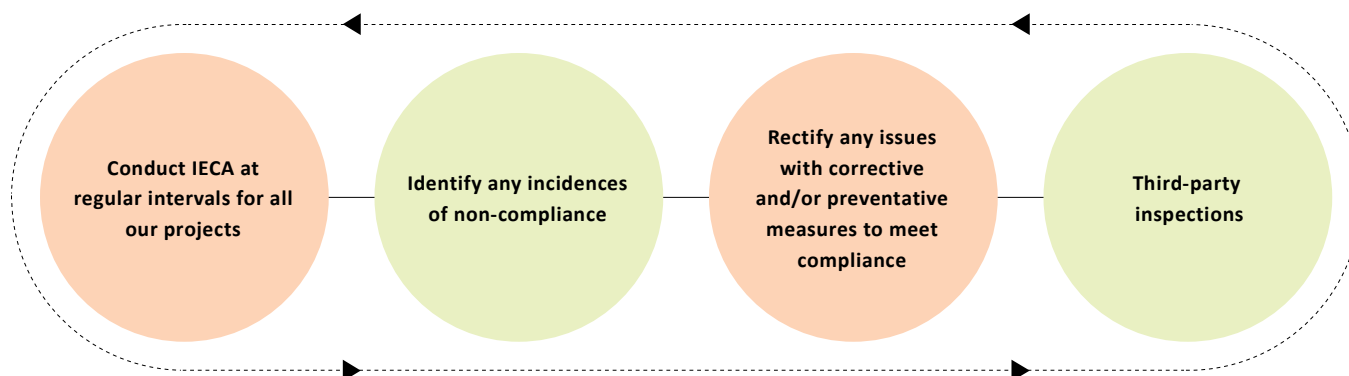 Conduct IECA at
regular intervals for all
our projects
Identify any incidences
of non-compliance
Rectify any issues
with corrective
and/or preventative
measures to meet
compliance
Third-party
inspections